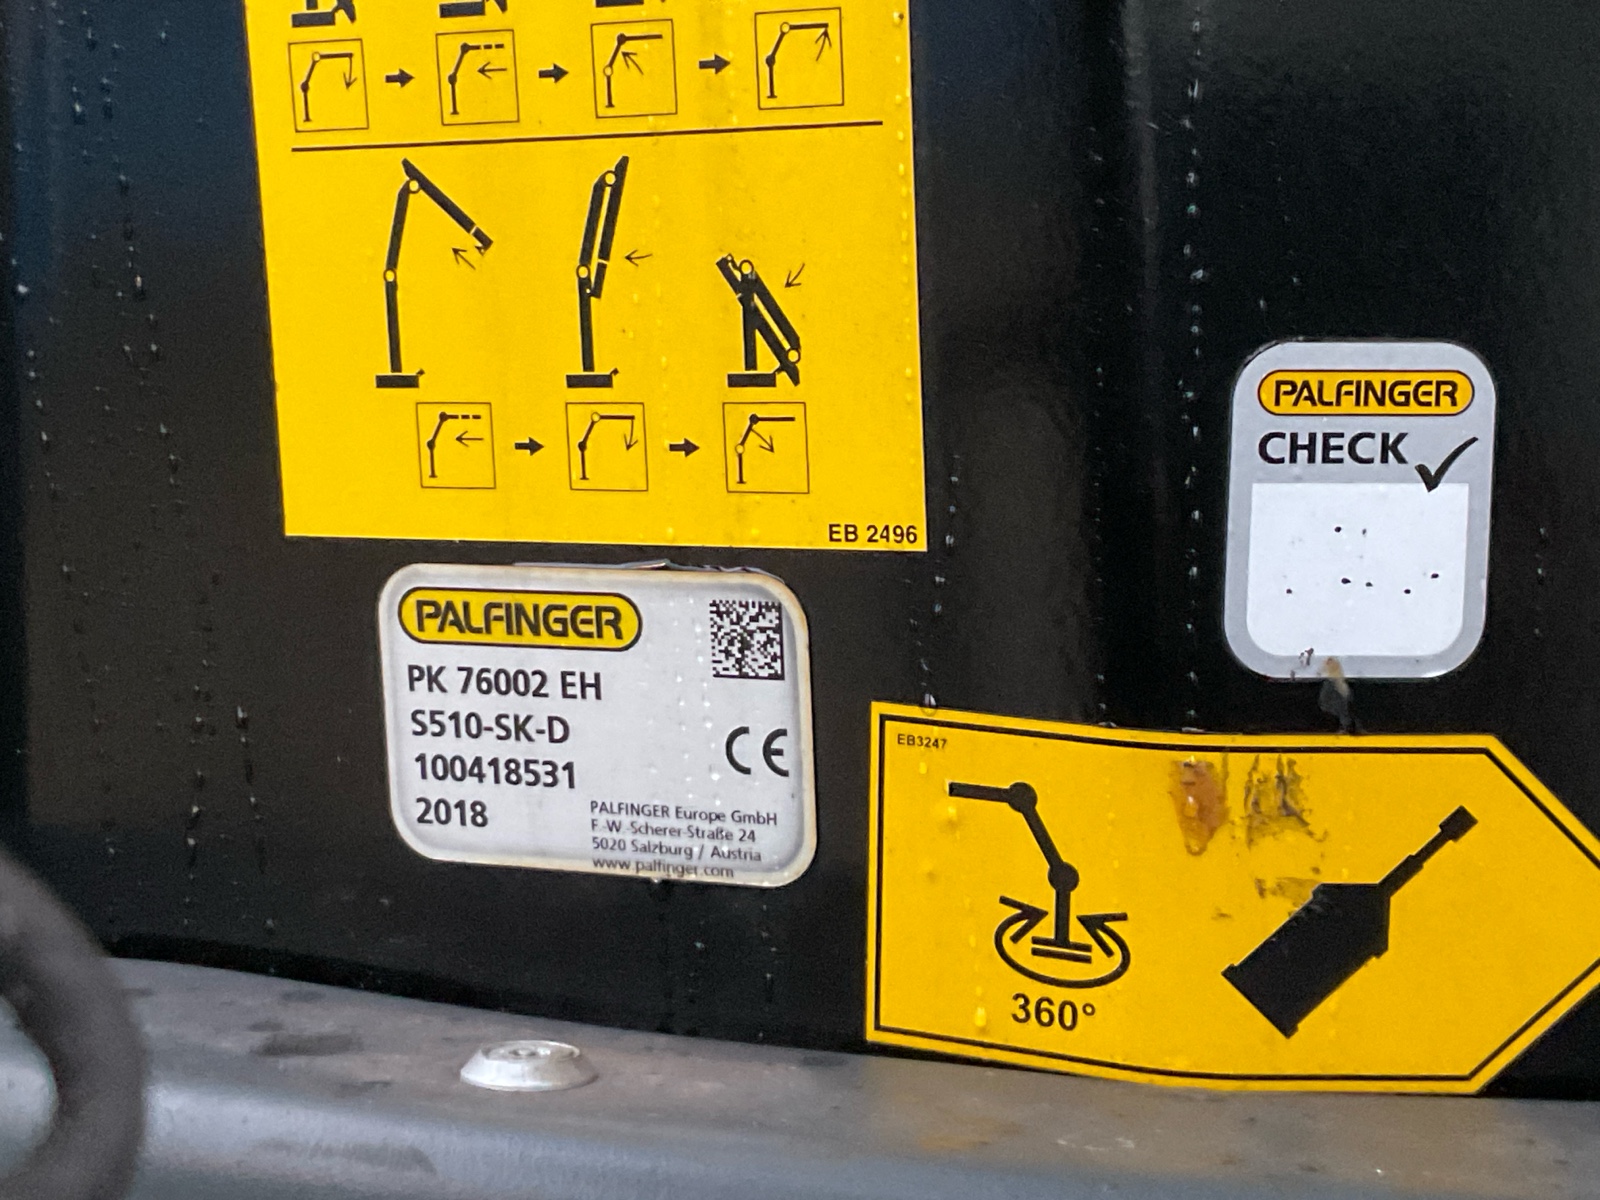 EB 2496
PALFINGER
CHECK
PALFINGER
PK 76002 EH
S510-SK-D
100418531
2018
CE
PALFINGER Europe GmbH
F.-W.-Scherer-Straße 24
5020 Salzburg / Austria
www.palfinger.com
EB3247
360°